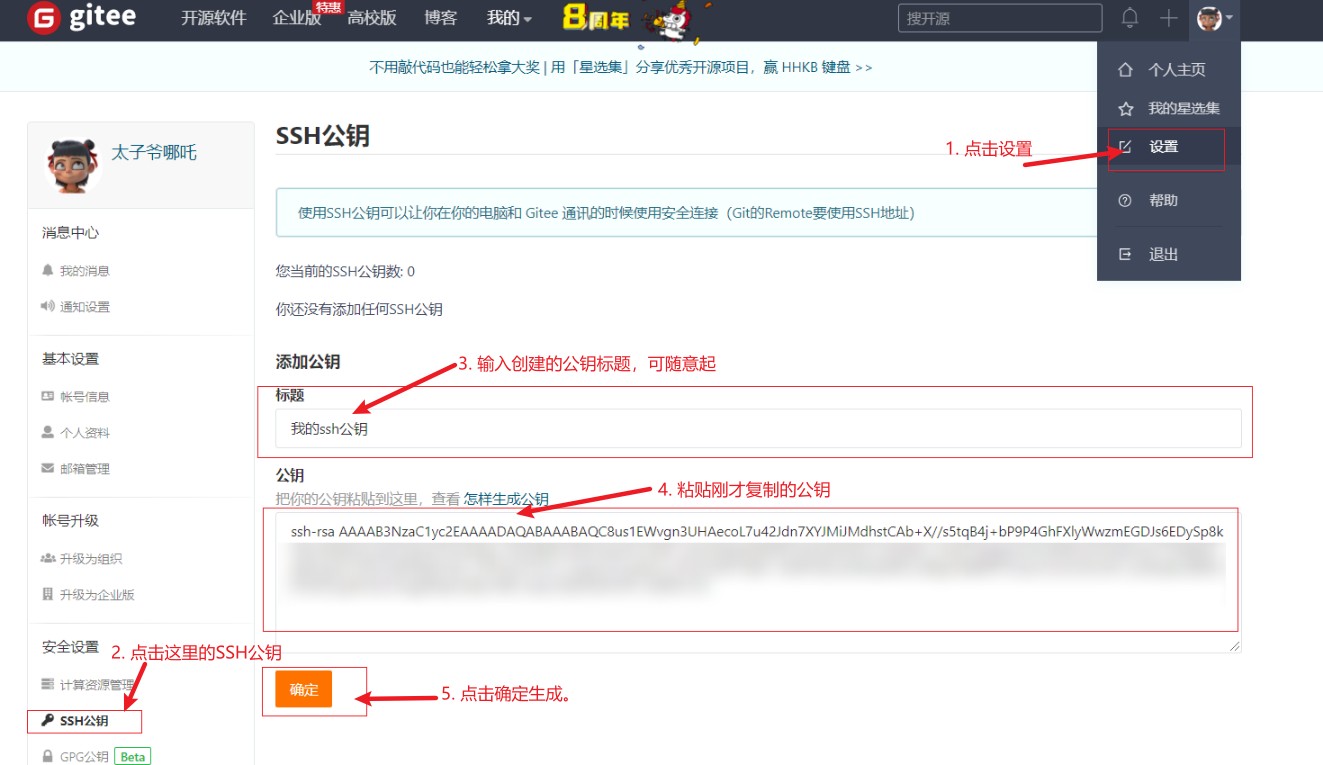 G gitee 开源软件 企业版 特惠 高校版 博客 我的 8周年 搜开源
不用敲代码也能轻松拿大奖 | 用「星选集」分享优秀开源项目，赢 HHKB 键盘 >>
个人主页
我的星选集
设置
帮助
退出
1. 点击设置
太子爷哪吒
消息中心
我的消息
通知设置
基本设置
帐号信息
个人资料
邮箱管理
帐号升级
升级为组织
升级为企业版
安全设置
2. 点击这里的SSH公钥
计算资源管理
SSH公钥
GPG公钥 Beta
SSH公钥
使用SSH公钥可以让你在你的电脑和 Gitee 通讯的时候使用安全连接（Git的Remote要使用SSH地址）
您当前的SSH公钥数: 0
你还没有添加任何SSH公钥
添加公钥
3. 输入创建的公钥标题，可随意起
标题
我的ssh公钥
公钥
把你的公钥粘贴到这里，查看 怎样生成公钥
4. 粘贴刚才复制的公钥
ssh-rsa AAAAB3NzaC1yc2EAAAADAQABAAABAQC8us1EWvgn3UHAecoL7u42Jdn7XYJMiJMdhstCAb+X//s5tqB4j+bP9P4GhFXlyWwzmEGDJs6EDySp8k
确定
5. 点击确定生成。